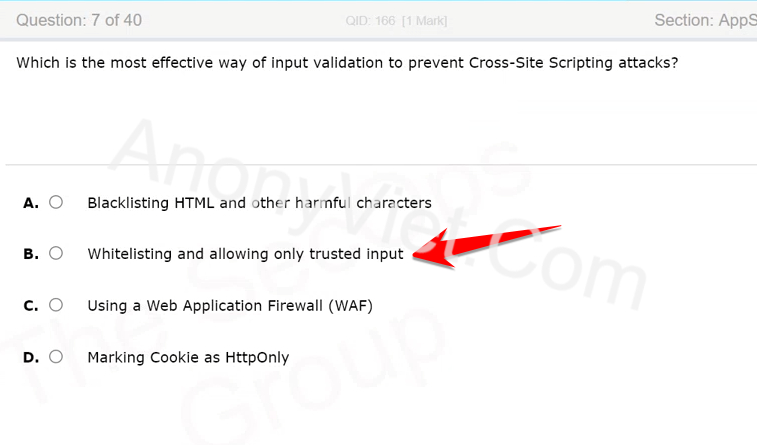 Question: 7 of 40 QID: 166 [1 Mark] Section: AppS
Which is the most effective way of input validation to prevent Cross-Site Scripting attacks?
A. Blacklisting HTML and other harmful characters
B. Whitelisting and allowing only trusted input
C. Using a Web Application Firewall (WAF)
D. Marking Cookie as HttpOnly
AnonyViet.Com
The Sec ps
Group